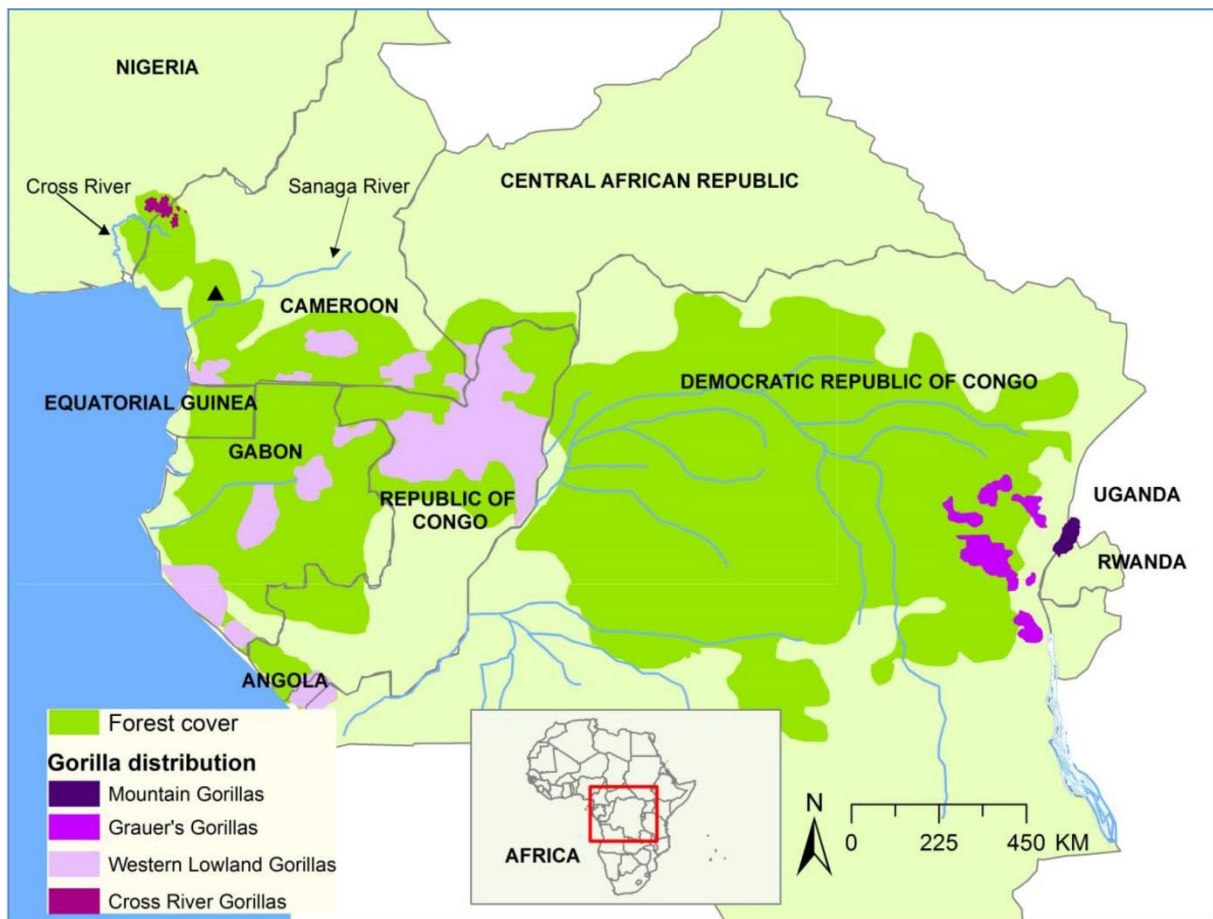 NIGERIA
Cross River
Sanaga River
CENTRAL AFRICAN REPUBLIC
CAMEROON
EQUATORIAL GUINEA
GABON
DEMOCRATIC REPUBLIC OF CONGO
REPUBLIC OF
CONGO
UGANDA
RWANDA
ANGOLA
Forest cover
Gorilla distribution
Mountain Gorillas
Grauer's Gorillas
Western Lowland Gorillas
Cross River Gorillas
AFRICA
N
0 225 450 KM